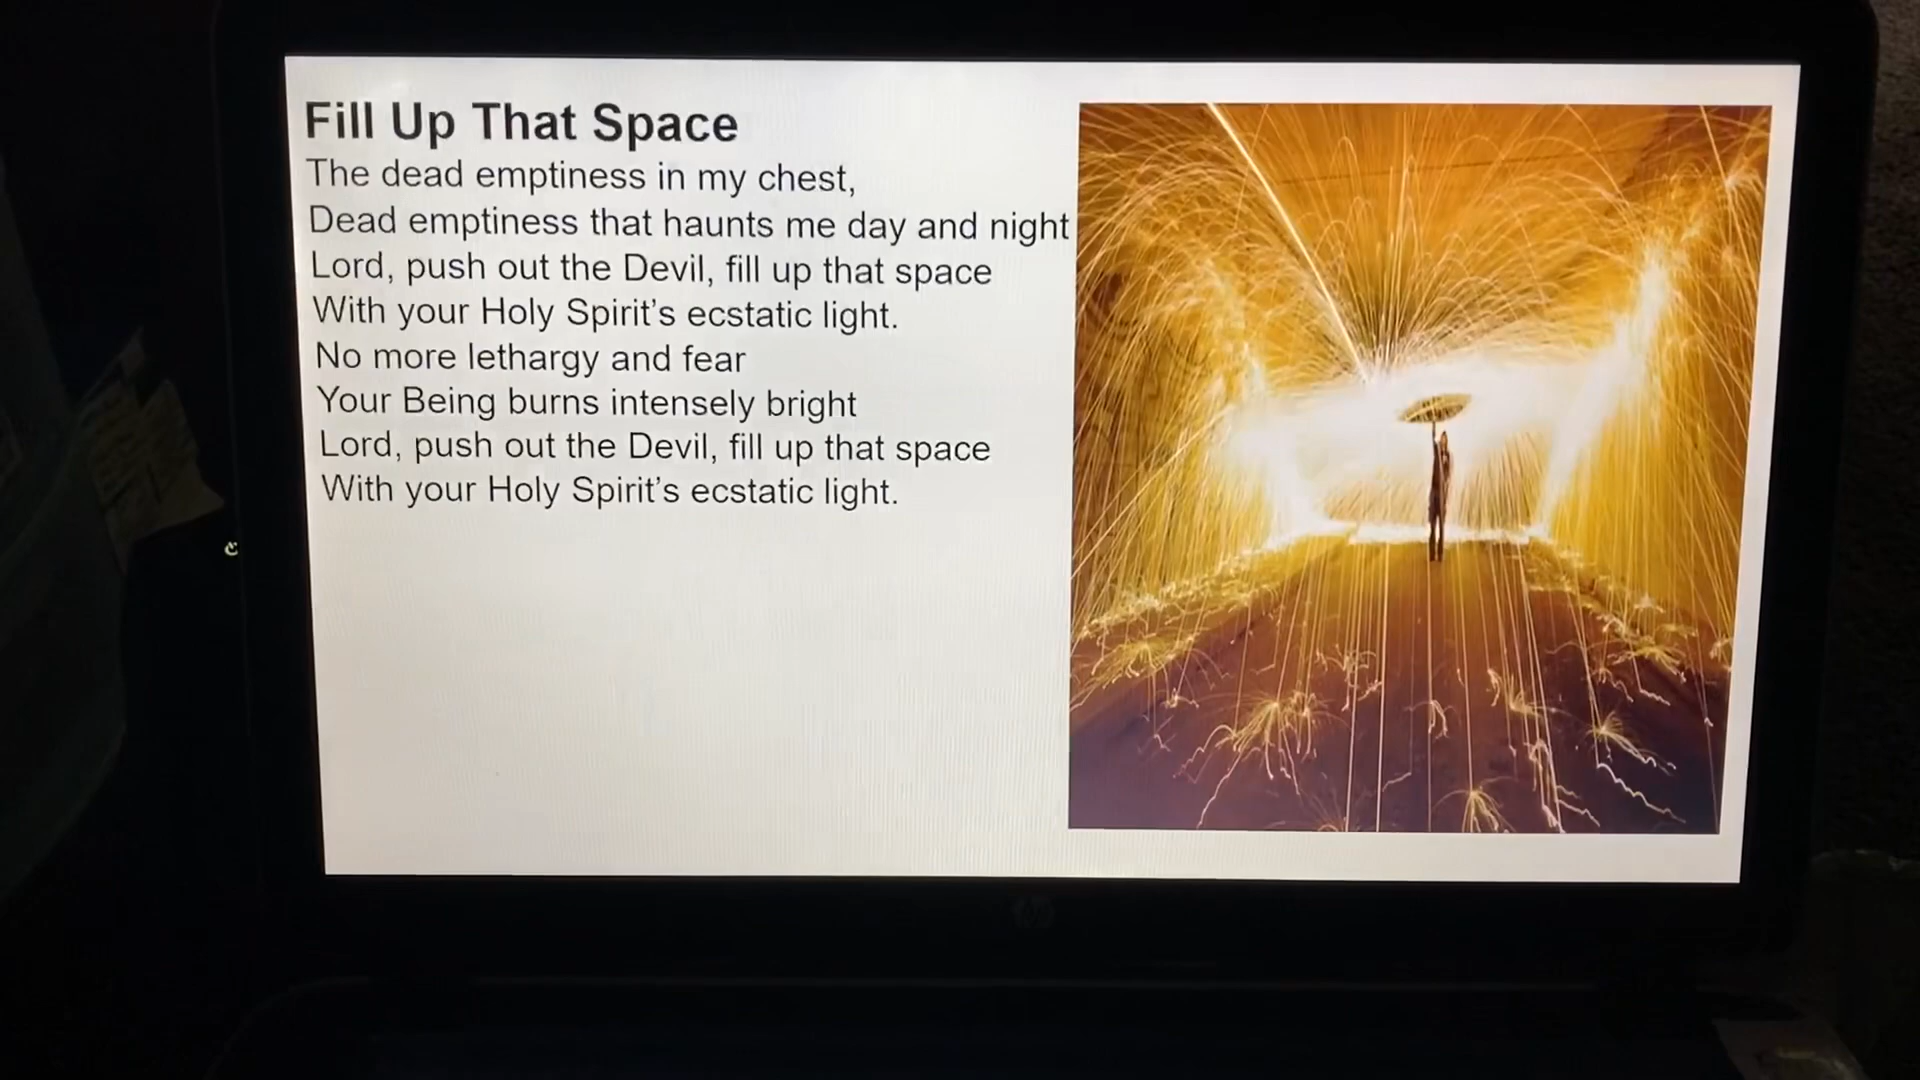 Fill Up That Space
The dead emptiness in my chest,
Dead emptiness that haunts me day and night
Lord, push out the Devil, fill up that space
With your Holy Spirit’s ecstatic light.
No more lethargy and fear
Your Being burns intensely bright
Lord, push out the Devil, fill up that space
With your Holy Spirit’s ecstatic light.
hp